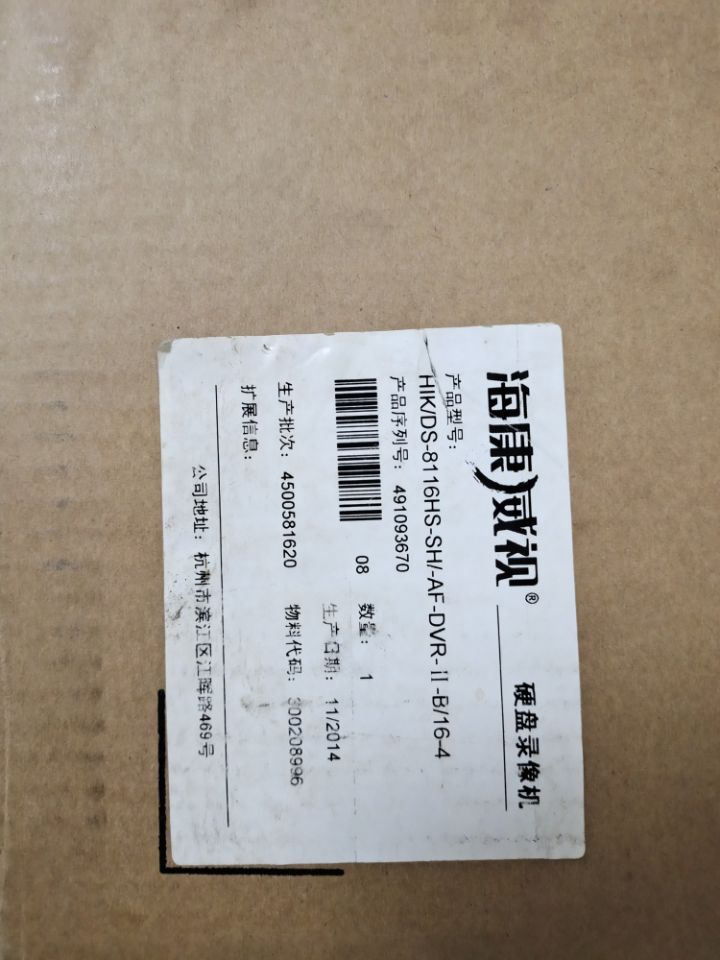 海康威视® 硬盘录像机
产品型号:
HIK/DS-8116HS-SH/-AF-DVR-II-B/16-4
产品序列号: 491093670
08 数量: 1
生产日期: 11/2014
生产批次: 4500581620 物料代码: 300208996
扩展信息:
公司地址: 杭州市滨江区江晖路469号